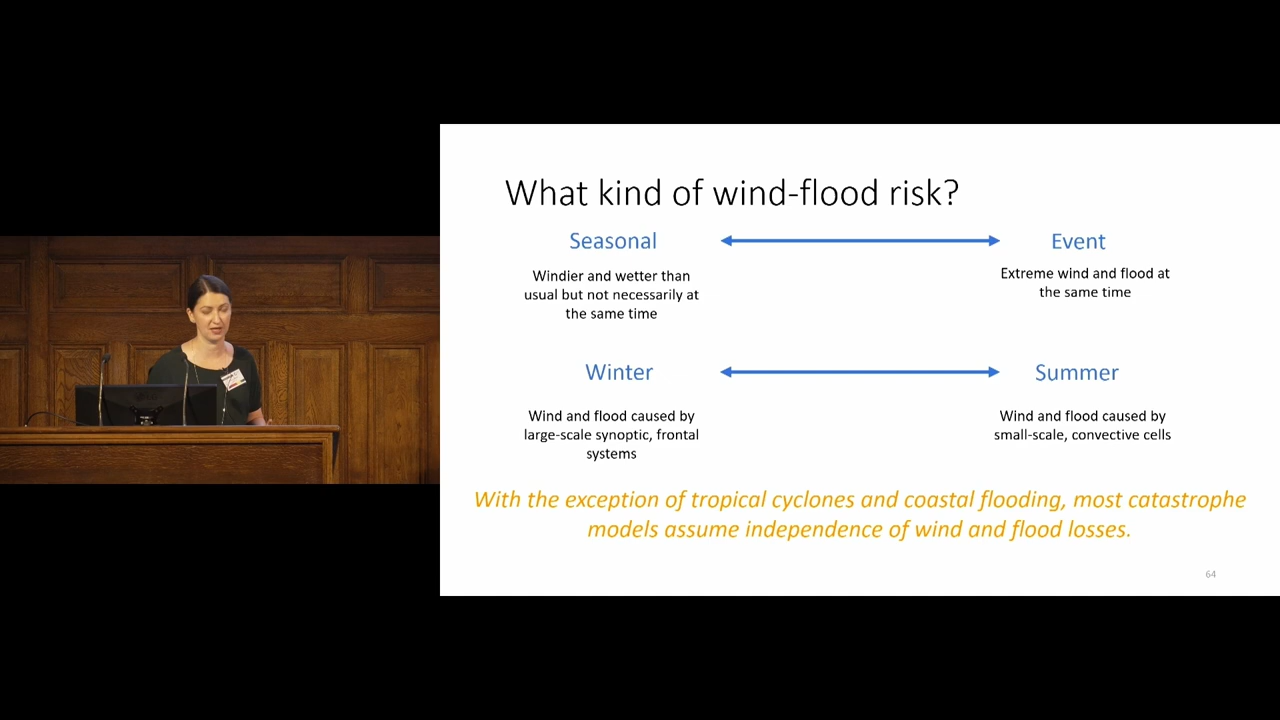 What kind of wind-flood risk?
Seasonal
Event
Windier and wetter than
usual but not necessarily at
the same time
Extreme wind and flood at
the same time
Winter
Summer
Wind and flood caused by
large-scale synoptic, frontal
systems
Wind and flood caused by
small-scale, convective cells
With the exception of tropical cyclones and coastal flooding, most catastrophe
models assume independence of wind and flood losses.
64